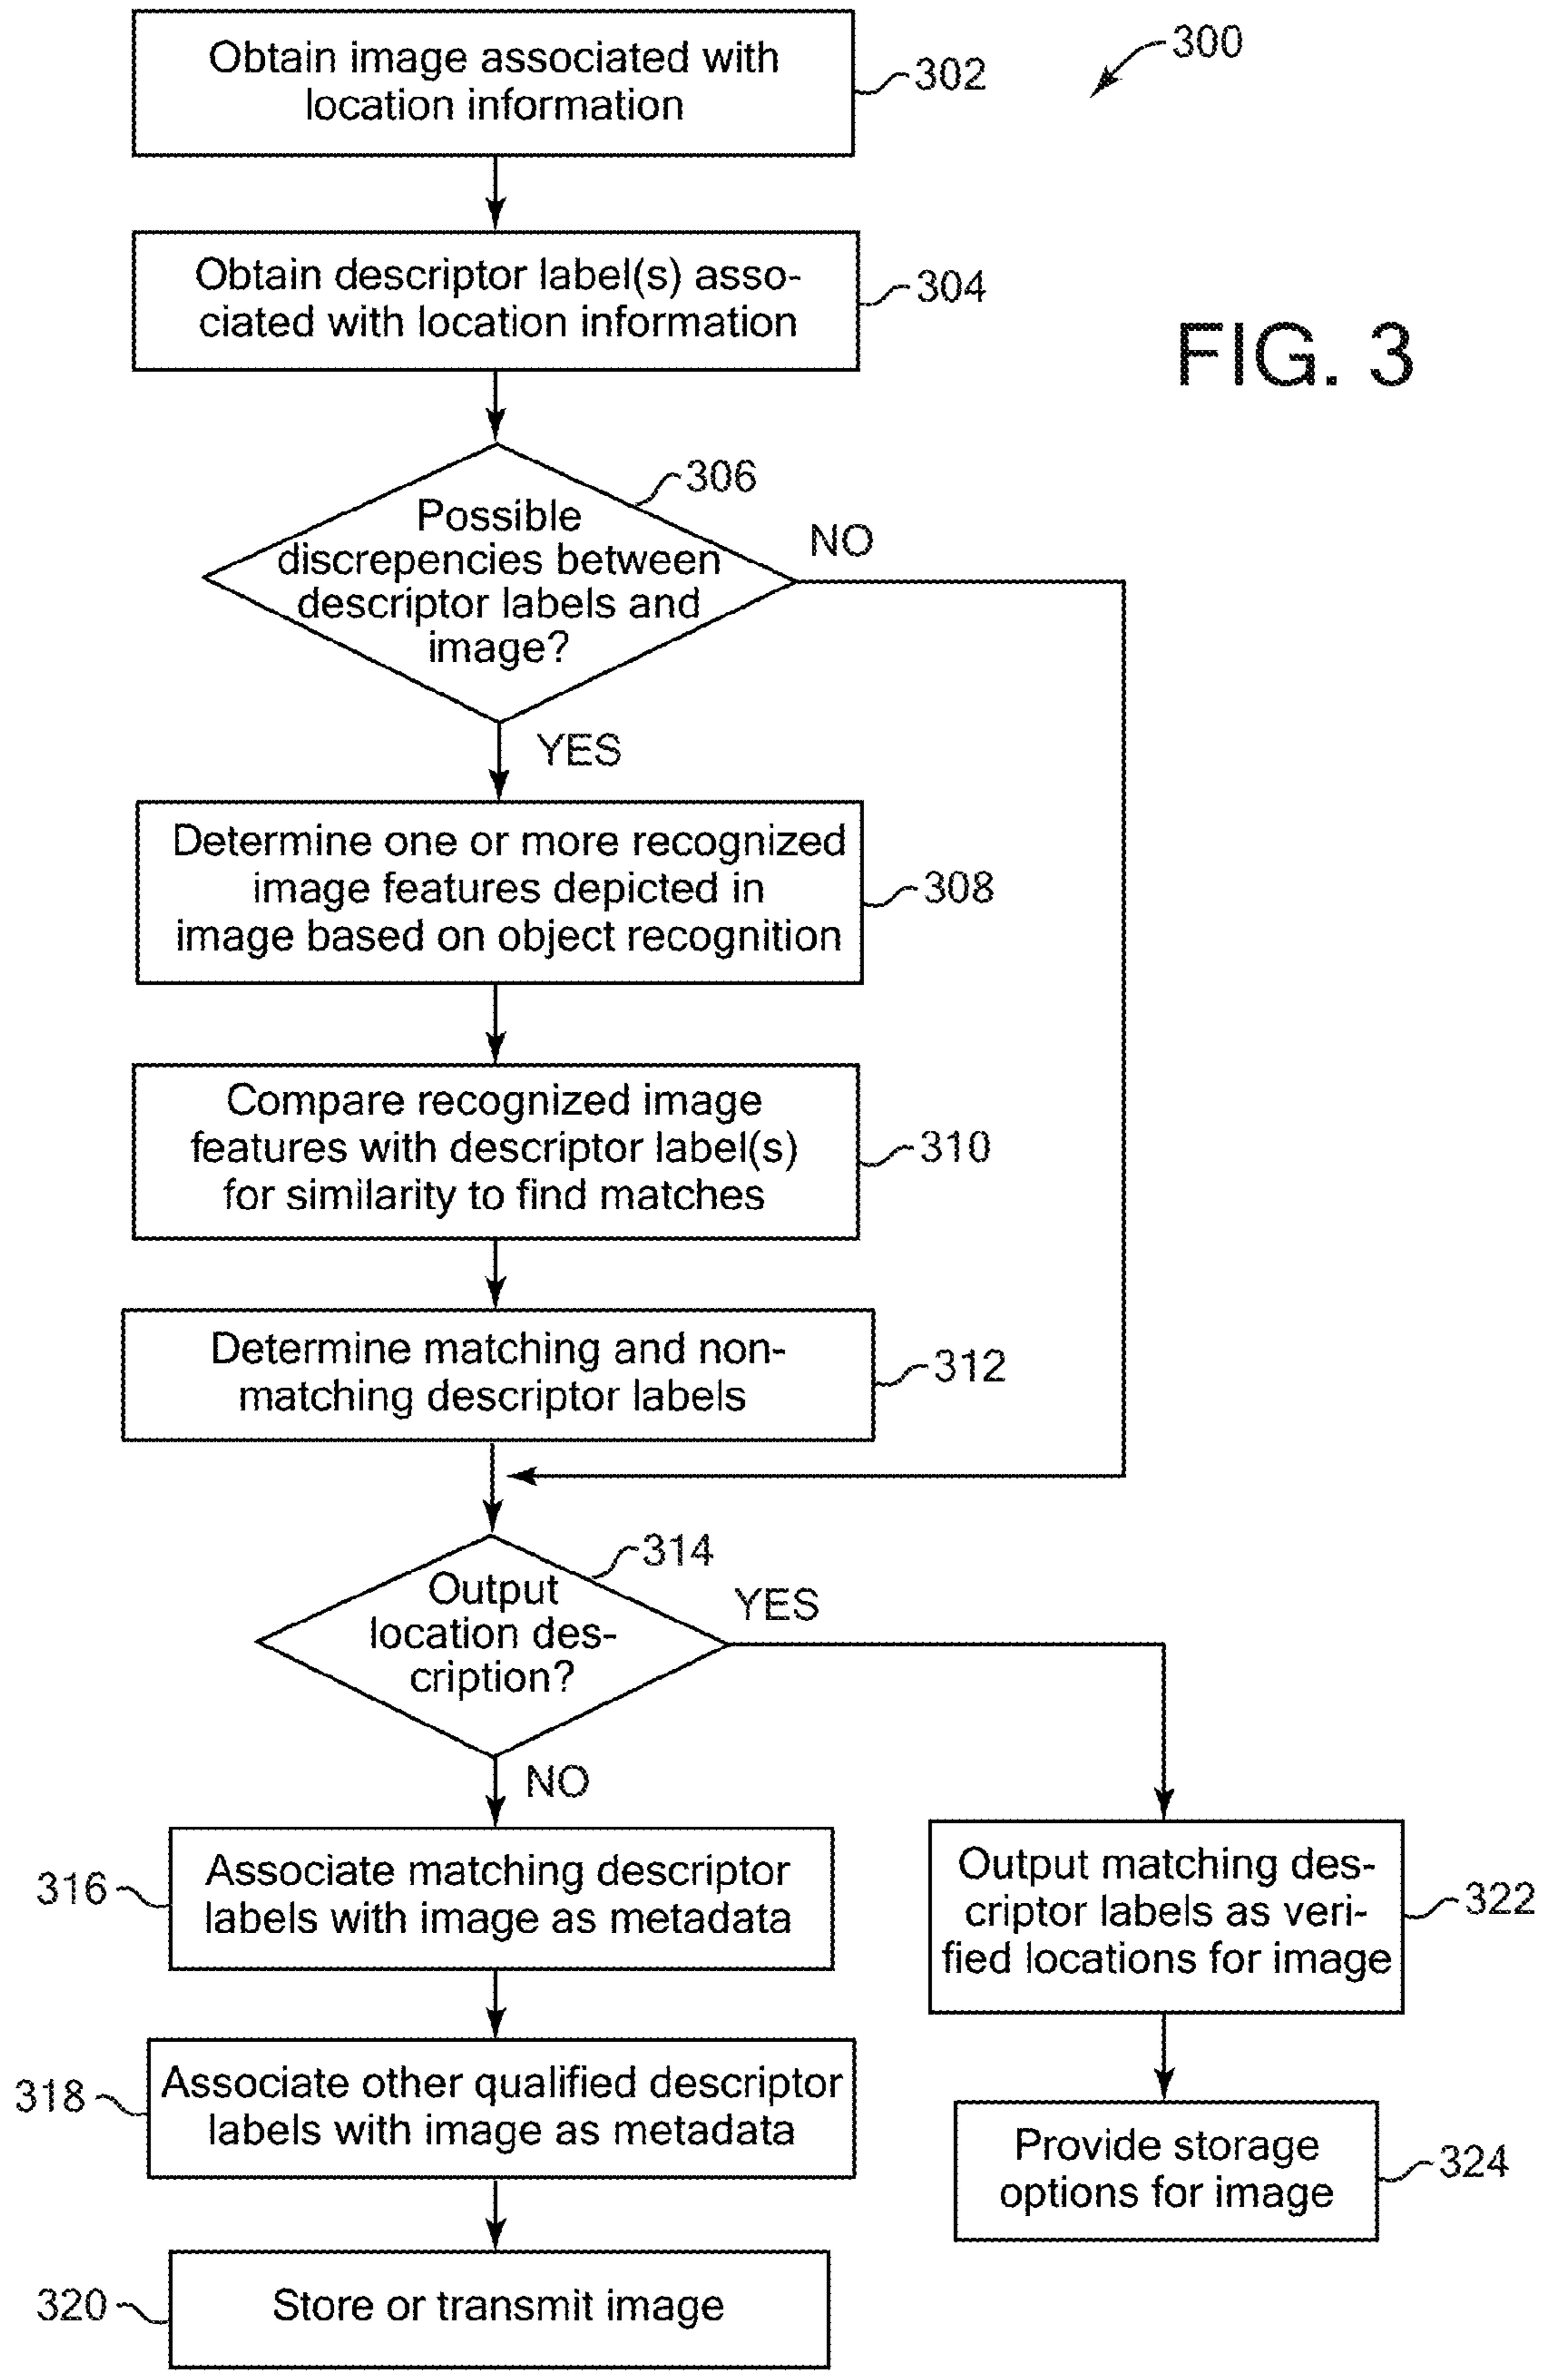 300
Obtain image associated with
location information
302
Obtain descriptor label(s) asso-
ciated with location information
304
FIG. 3
306
Possible
discrepencies between
descriptor labels and
image?
NO
YES
Determine one or more recognized
image features depicted in
image based on object recognition
308
Compare recognized image
features with descriptor label(s)
for similarity to find matches
310
Determine matching and non-
matching descriptor labels
312
314
Output
location des-
cription?
YES
NO
316
Associate matching descriptor
labels with image as metadata
Output matching des-
criptor labels as veri-
fied locations for image
322
318
Associate other qualified descriptor
labels with image as metadata
Provide storage
options for image
324
320
Store or transmit image